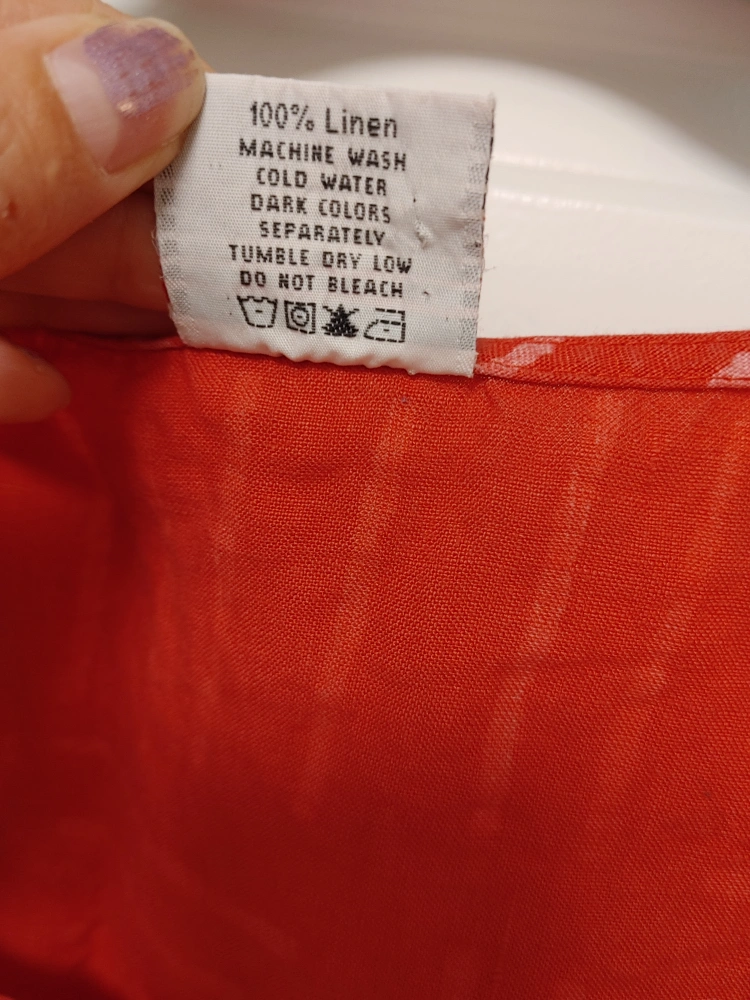 100% Linen
MACHINE WASH
COLD WATER
DARK COLORS
SEPARATELY
TUMBLE DRY LOW
DO NOT BLEACH